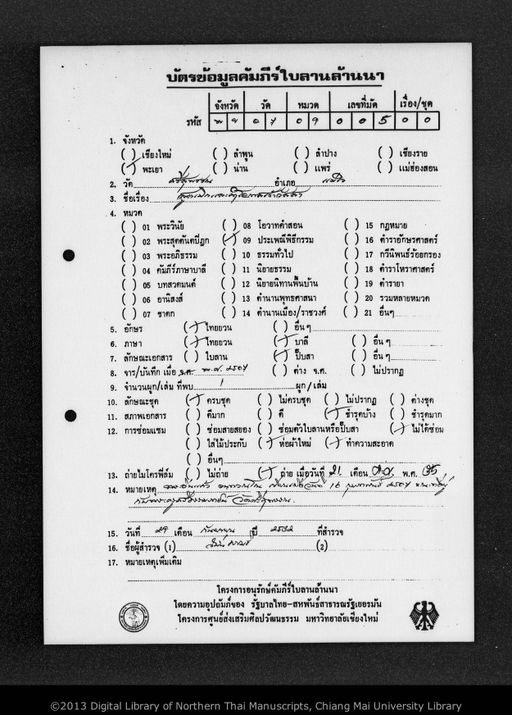 บัตรข้อมูลคัมภีร์ใบลานล้านนา
จังหวัด วัด หมวด เลขที่มัด เรื่อง/ชุด
รหัส พ ย 0 7 0 9 0 0 5 0 0
1. จังหวัด
( ) เชียงใหม่ ( ) ลำพูน ( ) ลำปาง ( ) เชียงราย
(/) พะเยา ( ) น่าน ( ) แพร่ ( ) แม่ฮ่องสอน
2. วัด อำเภอ
3. ชื่อเรื่อง
4. หมวด
( ) 01 พระวินัย ( ) 08 โอวาทคำสอน ( ) 15 กฎหมาย
( ) 02 พระสุตตันตปิฎก (/) 09 ประเพณีพิธีกรรม ( ) 16 ตำรายักษรศาสตร์
( ) 03 พระอภิธรรม ( ) 10 ธรรมทั่วไป ( ) 17 กวีนิพนธ์ร้อยกรอง
( ) 04 คัมภีร์ภาษาบาลี ( ) 11 นิยายธรรม ( ) 18 ตำราโหราศาสตร์
( ) 05 บทสวดมนต์ ( ) 12 นิยายนิทานพื้นบ้าน ( ) 19 ตำรายา
( ) 06 อานิสงส์ ( ) 13 ตำนานพุทธศาสนา ( ) 20 รวมหลายหมวด
( ) 07 ชาดก ( ) 14 ตำนานเมือง/ราชวงศ์ ( ) 21 อื่นๆ
5. อักษร (/) ไทยยวน ( ) อื่นๆ
6. ภาษา (/) ไทยยวน (/) บาลี ( ) อื่นๆ
7. ลักษณะเอกสาร ( ) ใบลาน (/) ปั๊บสา ( ) อื่นๆ
8. จาร/บันทึก เมื่อ จ.ศ. พ.ศ. ๒๕๐๔ ( ) ต่าง จ.ศ. ( ) ไม่ปรากฏ
9. จำนวนผูก/เล่ม ที่พบ 1 ผูก/เล่ม
10. ลักษณะชุด (/) ครบชุด ( ) ไม่ครบชุด ( ) ไม่ปรากฏ ( ) ต่างชุด
11. สภาพเอกสาร ( ) ดีมาก ( ) ดี (/) ชำรุดบ้าง ( ) ชำรุดมาก
12. การซ่อมแซม ( ) ซ่อมสายสยอง ( ) ซ่อมตัวใบลานหรือปั๊บสา (/) ไม่ได้ซ่อม
( ) ใส่ไม้ประกับ (/) ห่อผ้าใหม่ (/) ทำความสะอาด
( ) อื่นๆ
13. ถ่ายไมโครฟิล์ม ( ) ไม่ถ่าย (/) ถ่าย เมื่อวันที่ 21 เดือน พ.ศ. 35
14. หมายเหตุ
15. วันที่ ๒๙ เดือน กันยายน ปี ๒๕๓๒ ที่สำรวจ
16. ชื่อผู้สำรวจ (1) (2)
17. หมายเหตุเพิ่มเติม
โครงการอนุรักษ์คัมภีร์ใบลานล้านนา
โดยความอุปถัมภ์ของ รัฐบาลไทย-สหพันธ์สาธารณรัฐเยอรมัน
โครงการศูนย์ส่งเสริมศิลปวัฒนธรรม มหาวิทยาลัยเชียงใหม่
©2013 Digital Library of Northern Thai Manuscripts, Chiang Mai University Library